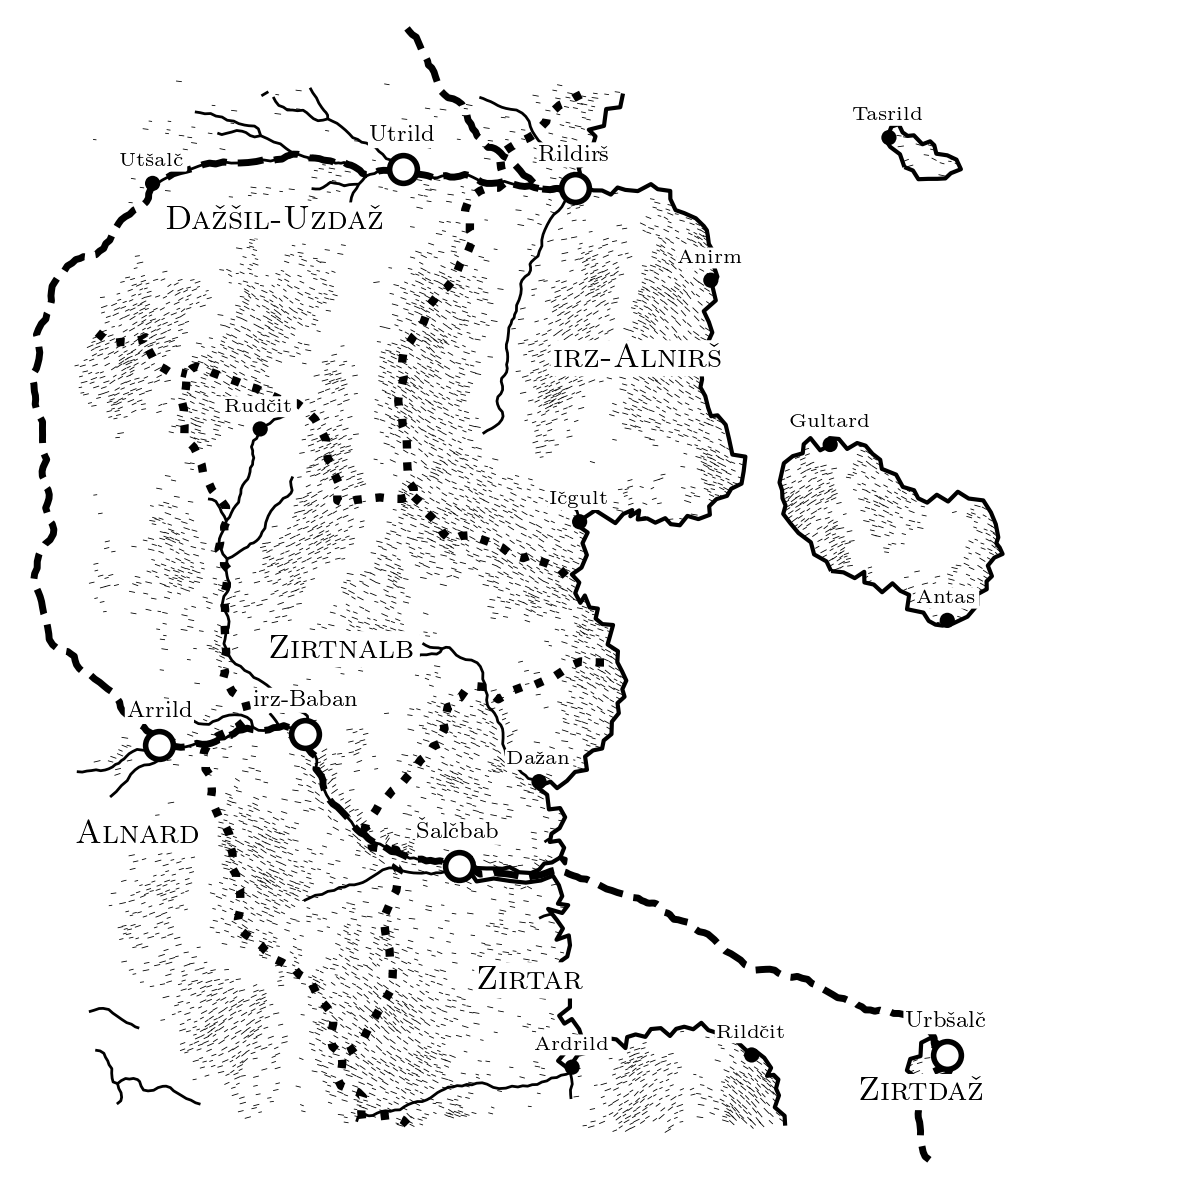 Tasrild
Utrild
Rildirš
Utšalč
DAŽŠIL-UZDAŽ
Anirm
IRZ-ALNIRŠ
Rudčit
Gultard
Ičgult
Antas
ZIRTNALB
irz-Baban
Arrild
Dažan
ALNARD
Šalčbab
ZIRTAR
Urbšalč
Rildčit
Ardrild
ZIRTDAŽ